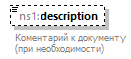 ns1:description
Коментарий к документу
(при необходимости)